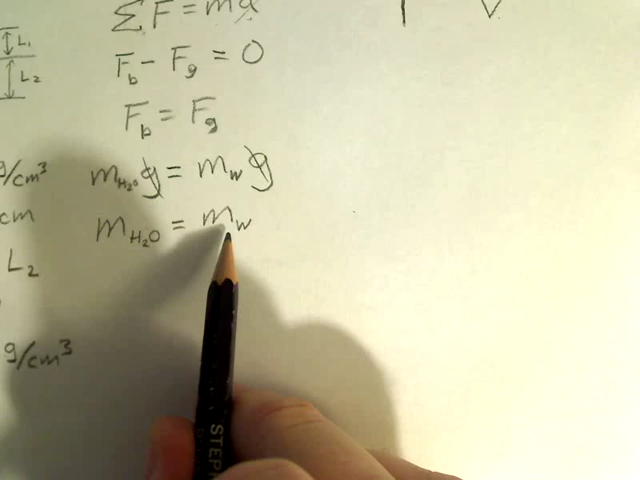 ΣF = ma
F_b - F_g = 0
F_b = F_g
m_H₂O g = m_w g
m_H₂O = m_w
L₁
L₂
g/cm³
cm
L₂
g/cm³
STEP